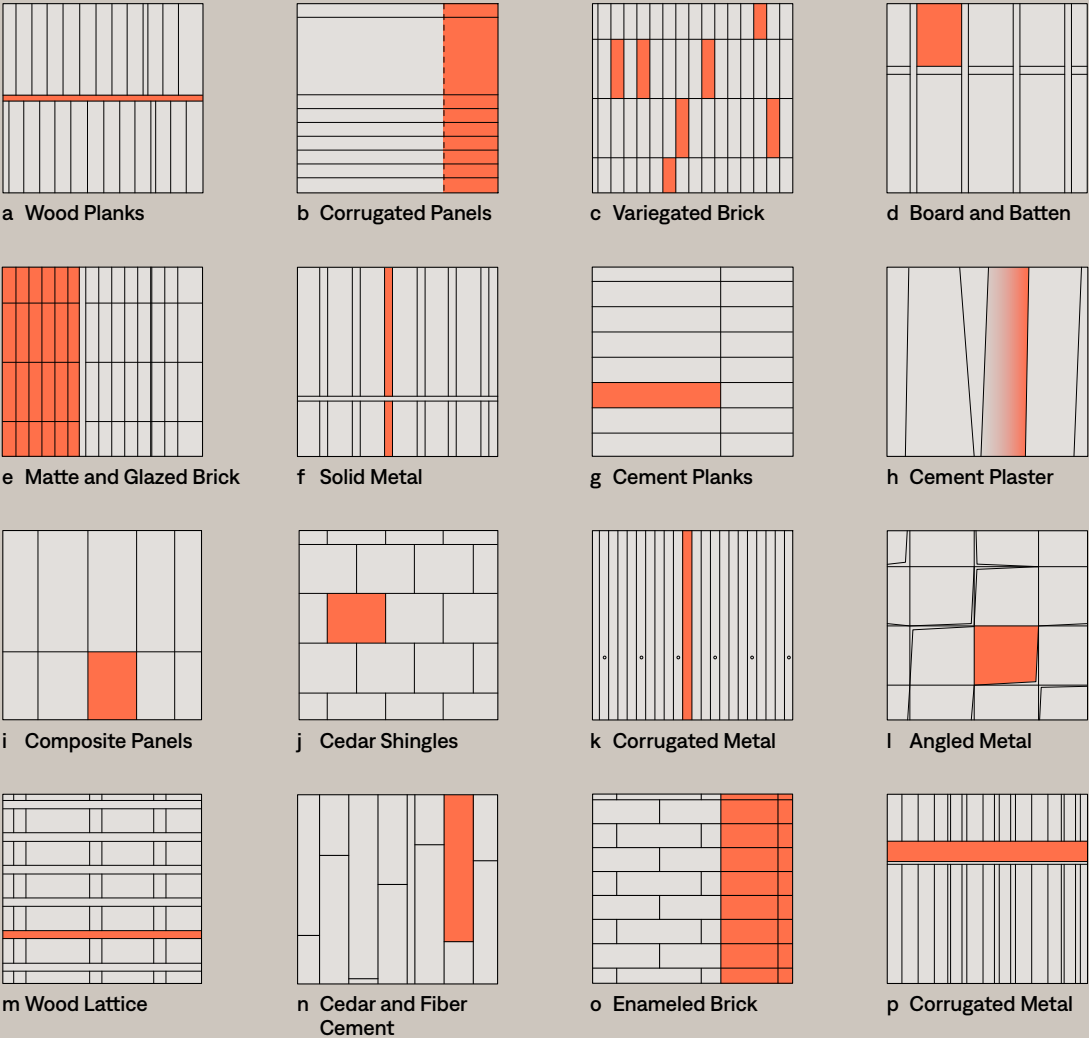 a Wood Planks
b Corrugated Panels
c Variegated Brick
d Board and Batten
e Matte and Glazed Brick
f Solid Metal
g Cement Planks
h Cement Plaster
i Composite Panels
j Cedar Shingles
k Corrugated Metal
l Angled Metal
m Wood Lattice
n Cedar and Fiber
Cement
o Enameled Brick
p Corrugated Metal